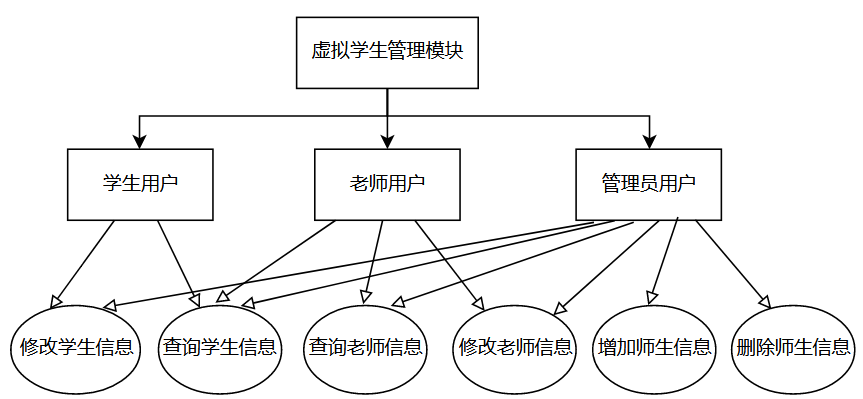 虚拟学生管理模块
学生用户
老师用户
管理员用户
修改学生信息
查询学生信息
查询老师信息
修改老师信息
增加师生信息
删除师生信息